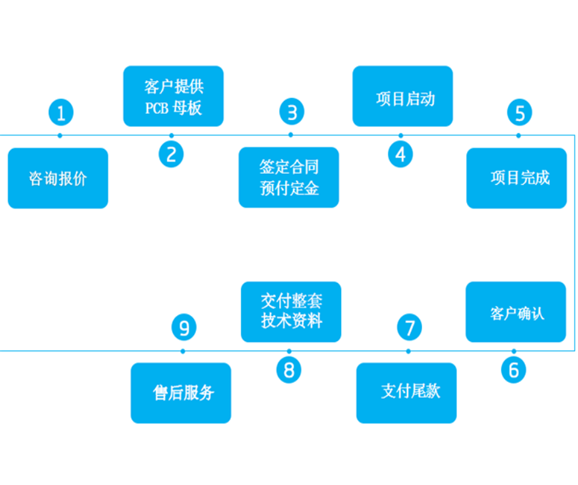 1
咨询报价
客户提供
PCB 母板
2
3
签定合同
预付定金
项目启动
4
5
项目完成
客户确认
6
7
支付尾款
交付整套
技术资料
8
9
售后服务